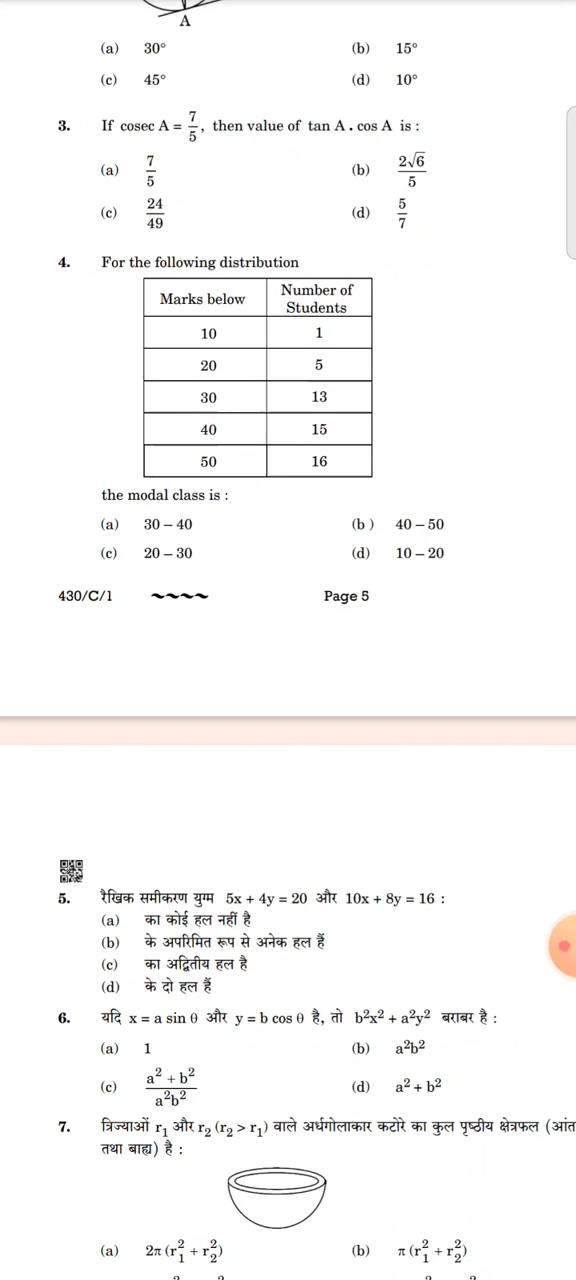 A
(a) 30° (b) 15°
(c) 45° (d) 10°
3. If cosec A = 7/5, then value of tan A . cos A is :
(a) 7/5 (b) 2√6/5
(c) 24/49 (d) 5/7
4. For the following distribution
Marks below Number of Students
10 1
20 5
30 13
40 15
50 16
the modal class is :
(a) 30 – 40 (b ) 40 – 50
(c) 20 – 30 (d) 10 – 20
430/C/1 Page 5
5. रैखिक समीकरण युग्म 5x + 4y = 20 और 10x + 8y = 16 :
(a) का कोई हल नहीं है
(b) के अपरिमित रूप से अनेक हल हैं
(c) का अद्वितीय हल है
(d) के दो हल हैं
6. यदि x = a sin θ और y = b cos θ है, तो b²x² + a²y² बराबर है :
(a) 1 (b) a²b²
(c) (a² + b²)/(a²b²) (d) a² + b²
7. त्रिज्याओं r₁ और r₂ (r₂ > r₁) वाले अर्धगोलाकार कटोरे का कुल पृष्ठीय क्षेत्रफल
तथा बाह्य) है :
(a) 2π (r₁² + r₂²) (b) π (r₁² + r₂²)